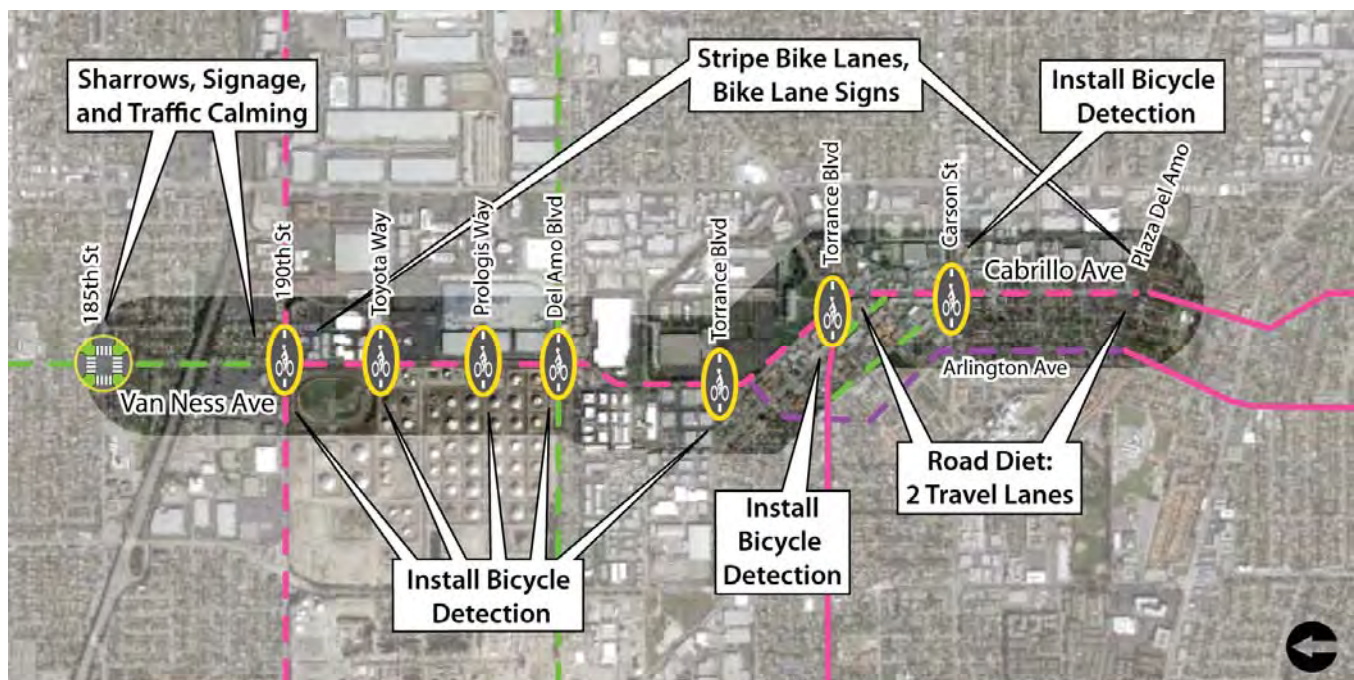 Sharrows, Signage,
and Traffic Calming
Stripe Bike Lanes,
Bike Lane Signs
Install Bicycle
Detection
185th St
190th St
Toyota Way
Prologis Way
Del Amo Blvd
Torrance Blvd
Torrance Blvd
Carson St
Plaza Del Amo
Cabrillo Ave
Van Ness Ave
Arlington Ave
Road Diet:
2 Travel Lanes
Install
Bicycle
Detection
Install Bicycle
Detection